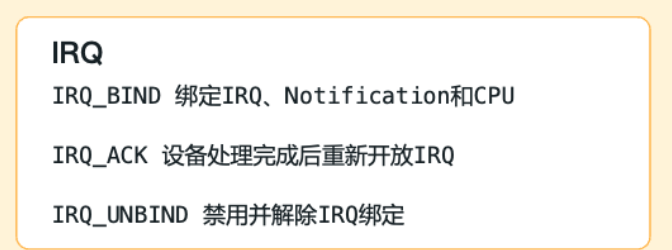 IRQ
IRQ_BIND 绑定IRQ、Notification和CPU
IRQ_ACK 设备处理完成后重新开放IRQ
IRQ_UNBIND 禁用并解除IRQ绑定